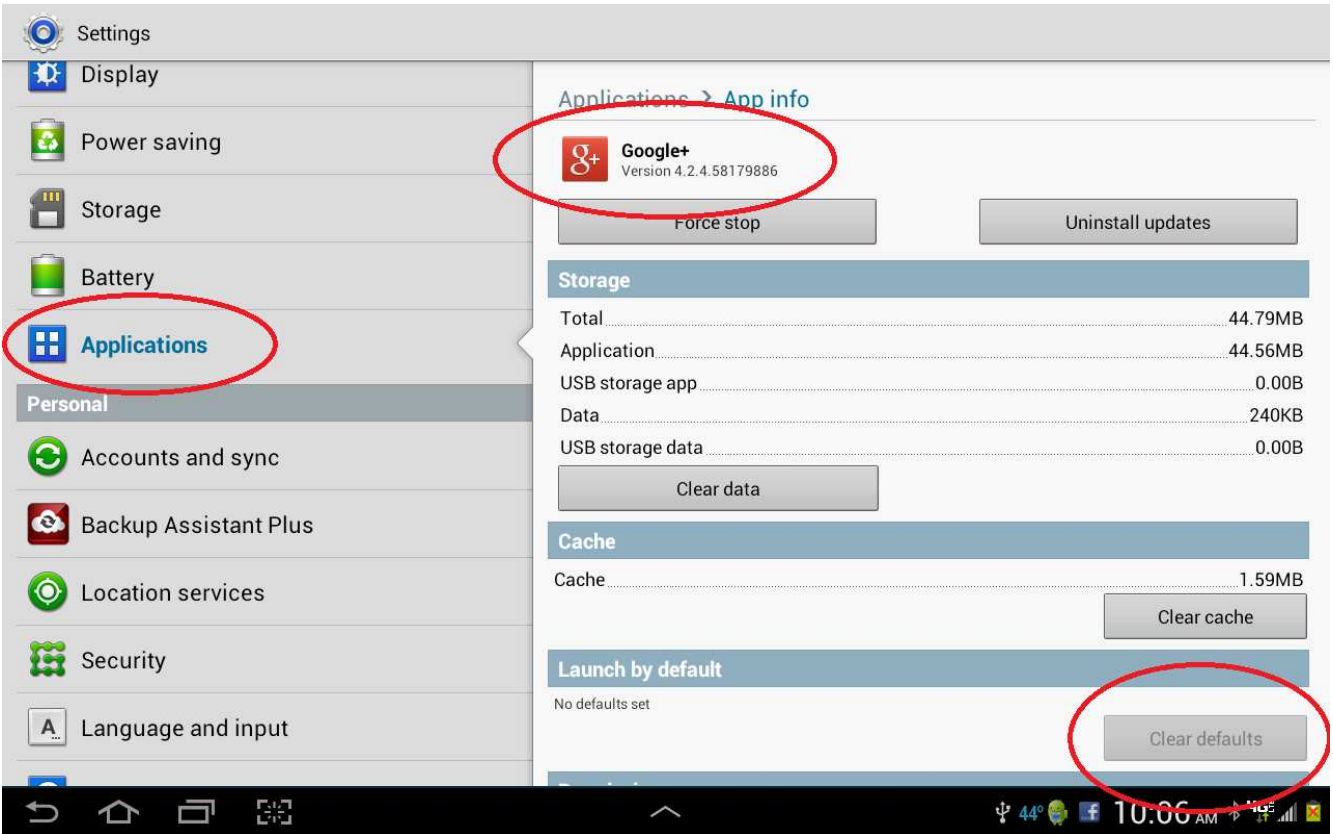 Settings
Display
Power saving
Storage
Battery
Applications
Personal
Accounts and sync
Backup Assistant Plus
Location services
Security
A
Language and input
Applications > App info
g+
Google+
Version 4.2.4.58179886
Force stop
Uninstall updates
Storage
Total 44.79MB
Application 44.56MB
USB storage app 0.00B
Data 240KB
USB storage data 0.00B
Clear data
Cache
Cache 1.59MB
Clear cache
Launch by default
No defaults set
Clear defaults
44° f 10:06 AM 4G